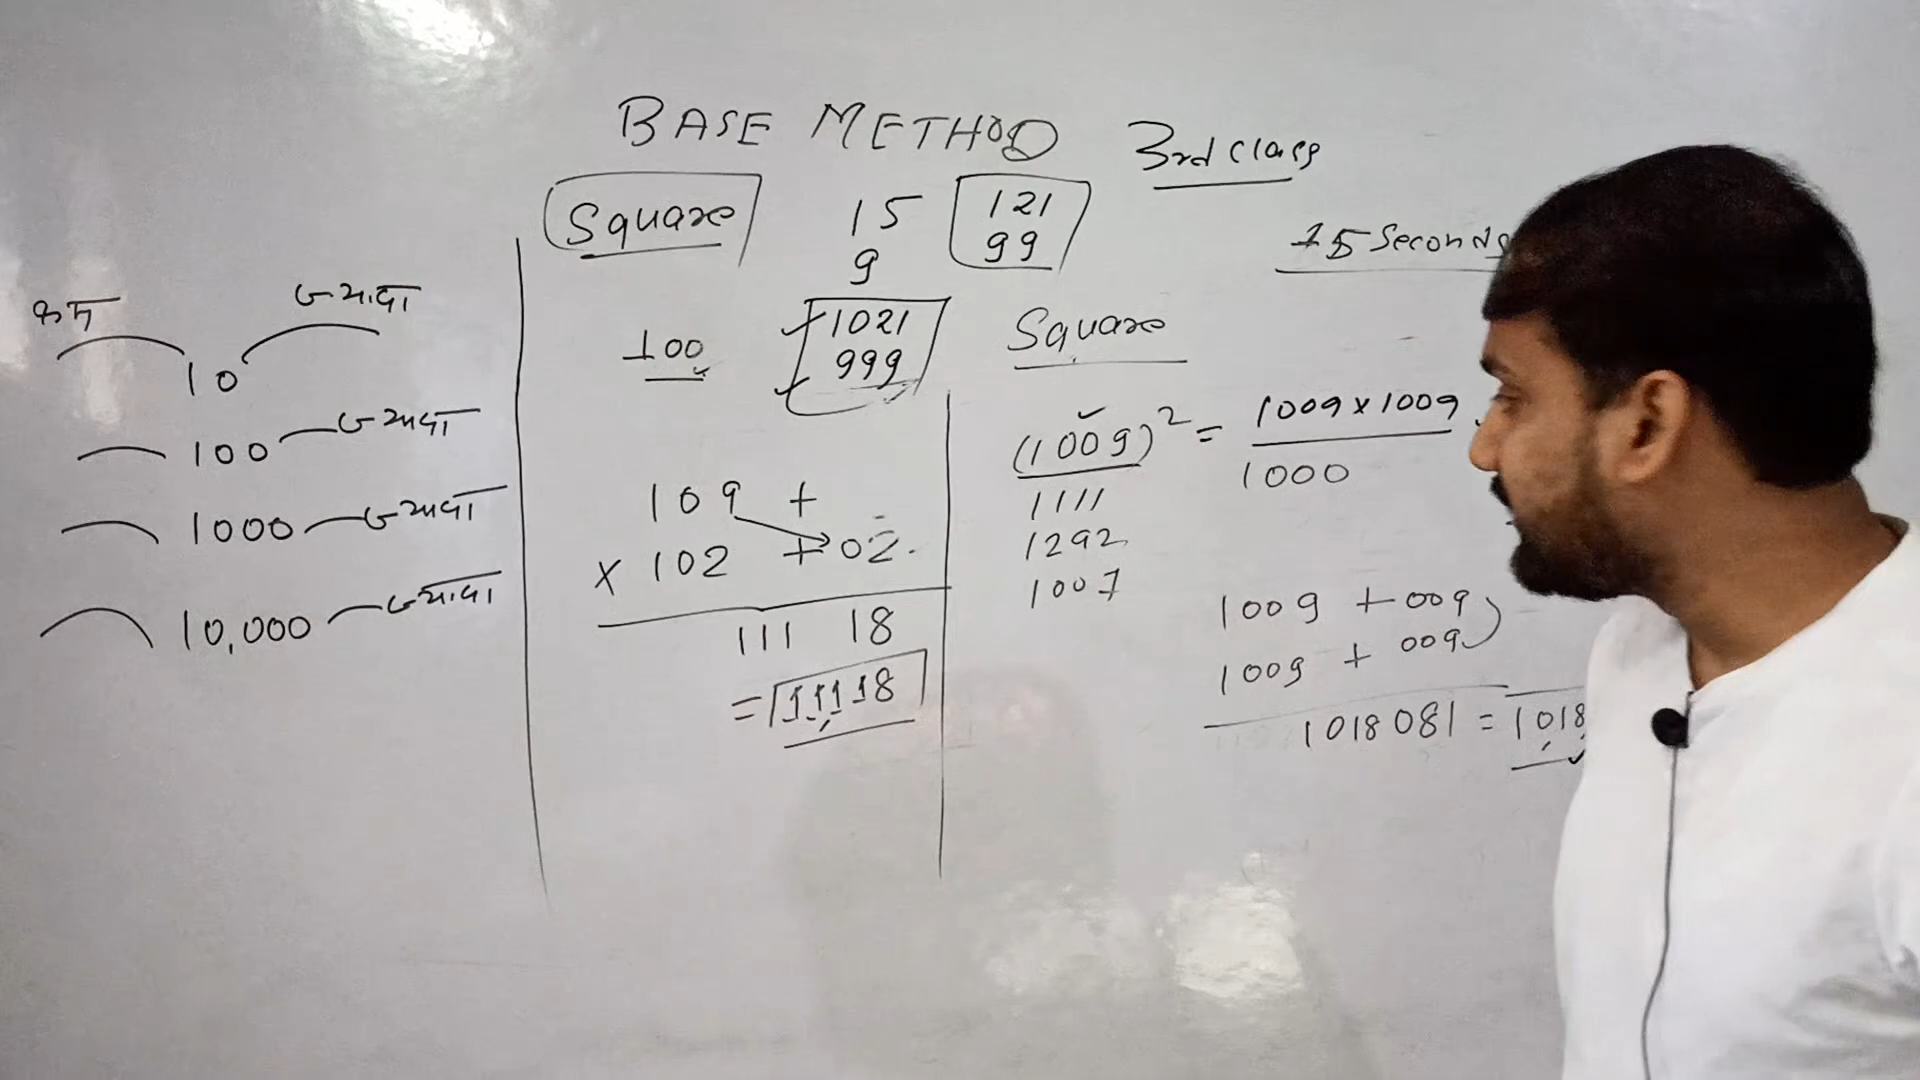 BASE METHOD 3rd class
Square 15 121
9 99
15 Seconds
कम ज्यादा
10
100 ज्यादा
1000 ज्यादा
10,000 ज्यादा
100 1021
999
109 +
× 102 +02.
111 18
= 11118
Square
(1009)² = 1009 × 1009
1000
1111
1292
1007
1009 + 009
1009 + 009
1018081 = 1018